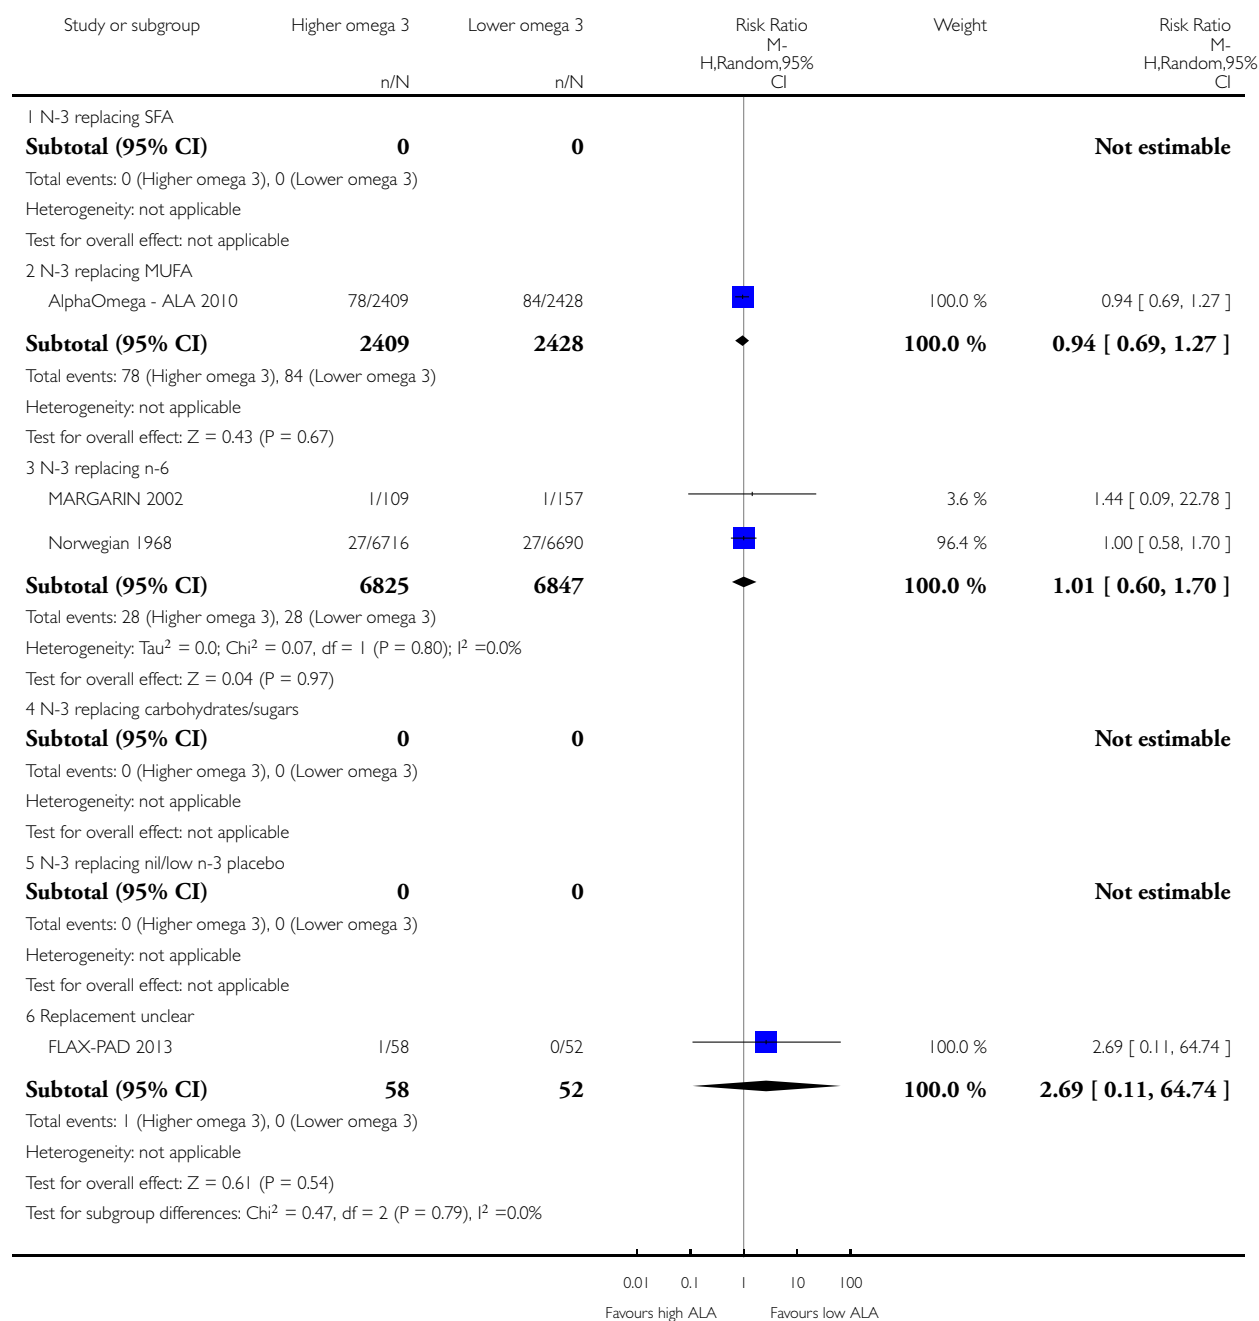 Study or subgroup Higher omega 3 Lower omega 3 Risk Ratio Weight Risk Ratio
M- M-
H,Random,95% H,Random,95%
n/N n/N CI CI
1 N-3 replacing SFA
Subtotal (95% CI) 0 0 Not estimable
Total events: 0 (Higher omega 3), 0 (Lower omega 3)
Heterogeneity: not applicable
Test for overall effect: not applicable
2 N-3 replacing MUFA
AlphaOmega - ALA 2010 78/2409 84/2428 100.0 % 0.94 [ 0.69, 1.27 ]
Subtotal (95% CI) 2409 2428 100.0 % 0.94 [ 0.69, 1.27 ]
Total events: 78 (Higher omega 3), 84 (Lower omega 3)
Heterogeneity: not applicable
Test for overall effect: Z = 0.43 (P = 0.67)
3 N-3 replacing n-6
MARGARIN 2002 1/109 1/157 3.6 % 1.44 [ 0.09, 22.78 ]
Norwegian 1968 27/6716 27/6690 96.4 % 1.00 [ 0.58, 1.70 ]
Subtotal (95% CI) 6825 6847 100.0 % 1.01 [ 0.60, 1.70 ]
Total events: 28 (Higher omega 3), 28 (Lower omega 3)
Heterogeneity: Tau² = 0.0; Chi² = 0.07, df = 1 (P = 0.80); I² =0.0%
Test for overall effect: Z = 0.04 (P = 0.97)
4 N-3 replacing carbohydrates/sugars
Subtotal (95% CI) 0 0 Not estimable
Total events: 0 (Higher omega 3), 0 (Lower omega 3)
Heterogeneity: not applicable
Test for overall effect: not applicable
5 N-3 replacing nil/low n-3 placebo
Subtotal (95% CI) 0 0 Not estimable
Total events: 0 (Higher omega 3), 0 (Lower omega 3)
Heterogeneity: not applicable
Test for overall effect: not applicable
6 Replacement unclear
FLAX-PAD 2013 1/58 0/52 100.0 % 2.69 [ 0.11, 64.74 ]
Subtotal (95% CI) 58 52 100.0 % 2.69 [ 0.11, 64.74 ]
Total events: 1 (Higher omega 3), 0 (Lower omega 3)
Heterogeneity: not applicable
Test for overall effect: Z = 0.61 (P = 0.54)
Test for subgroup differences: Chi² = 0.47, df = 2 (P = 0.79), I² =0.0%
0.01 0.1 1 10 100
Favours high ALA Favours low ALA